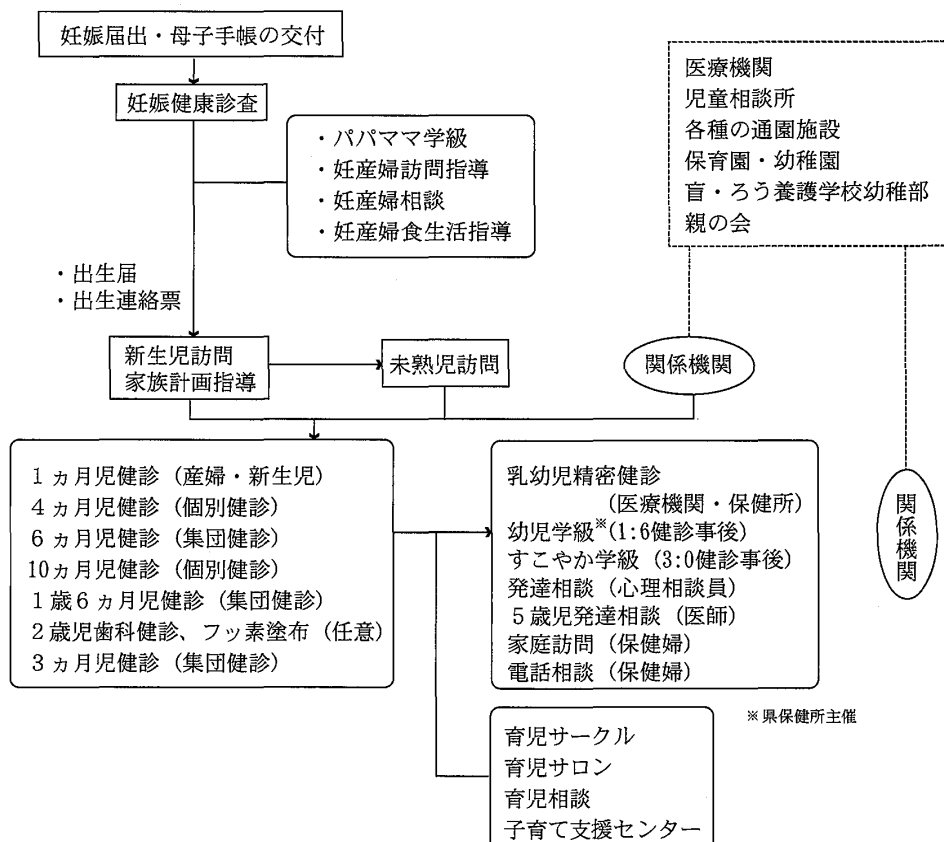 妊娠届出・母子手帳の交付
妊娠健康診査
・パパママ学級
・妊産婦訪問指導
・妊産婦相談
・妊産婦食生活指導
医療機関
児童相談所
各種の通園施設
保育園・幼稚園
盲・ろう養護学校幼稚部
親の会
・出生届
・出生連絡票
新生児訪問
家族計画指導
未熟児訪問
関係機関
1ヵ月児健診（産婦・新生児）
4ヵ月児健診（個別健診）
6ヵ月児健診（集団健診）
10ヵ月児健診（個別健診）
1歳6ヵ月児健診（集団健診）
2歳児歯科健診、フッ素塗布（任意）
3ヵ月児健診（集団健診）
乳幼児精密健診
（医療機関・保健所）
幼児学級※（1:6健診事後）
すこやか学級（3:0健診事後）
発達相談（心理相談員）
5歳児発達相談（医師）
家庭訪問（保健婦）
電話相談（保健婦）
関係機関
※県保健所主催
育児サークル
育児サロン
育児相談
子育て支援センター